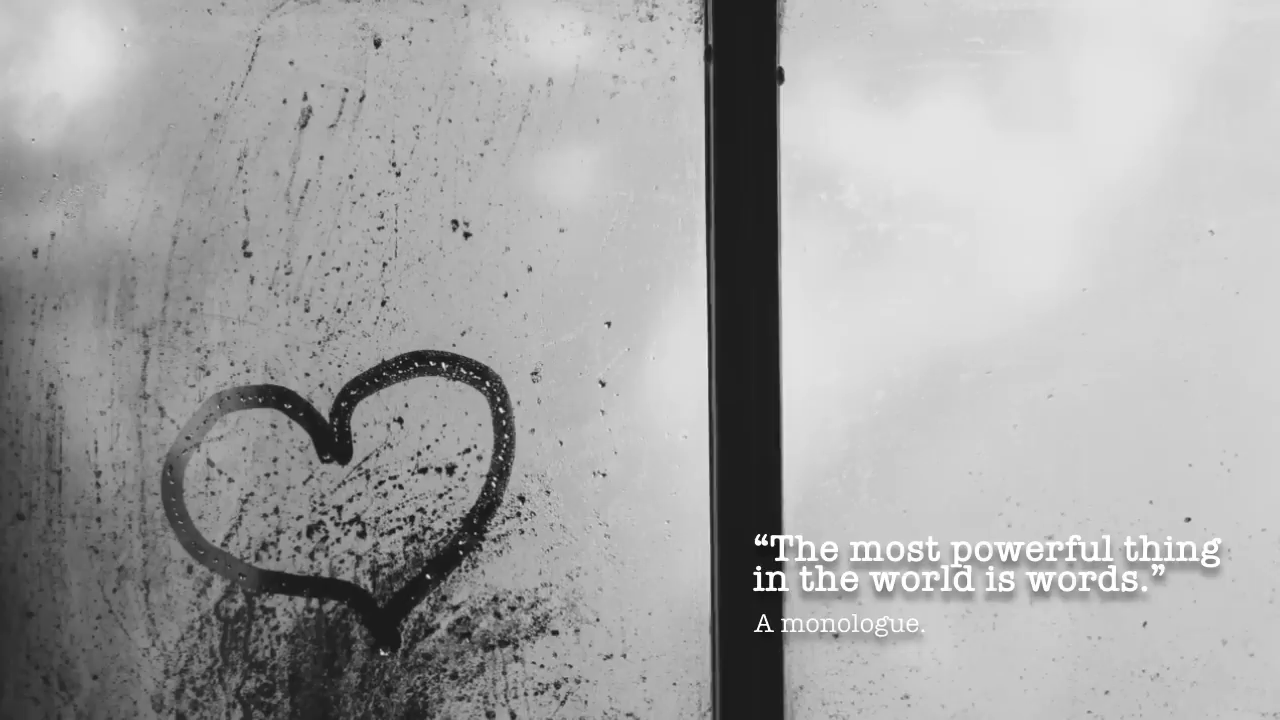 “The most powerful thing
in the world is words.”
A monologue.